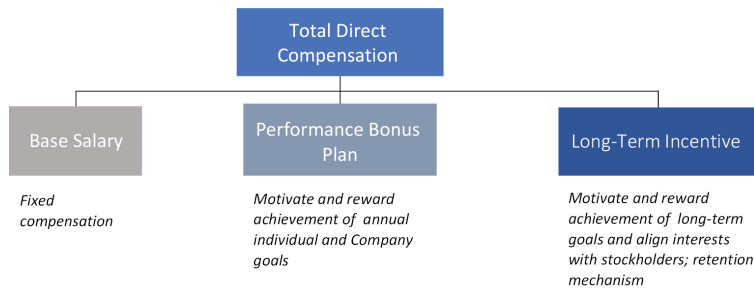 Total Direct
Compensation
Base Salary
Performance Bonus
Plan
Long-Term Incentive
Fixed
compensation
Motivate and reward
achievement of annual
individual and Company
goals
Motivate and reward
achievement of long-term
goals and align interests
with stockholders; retention
mechanism